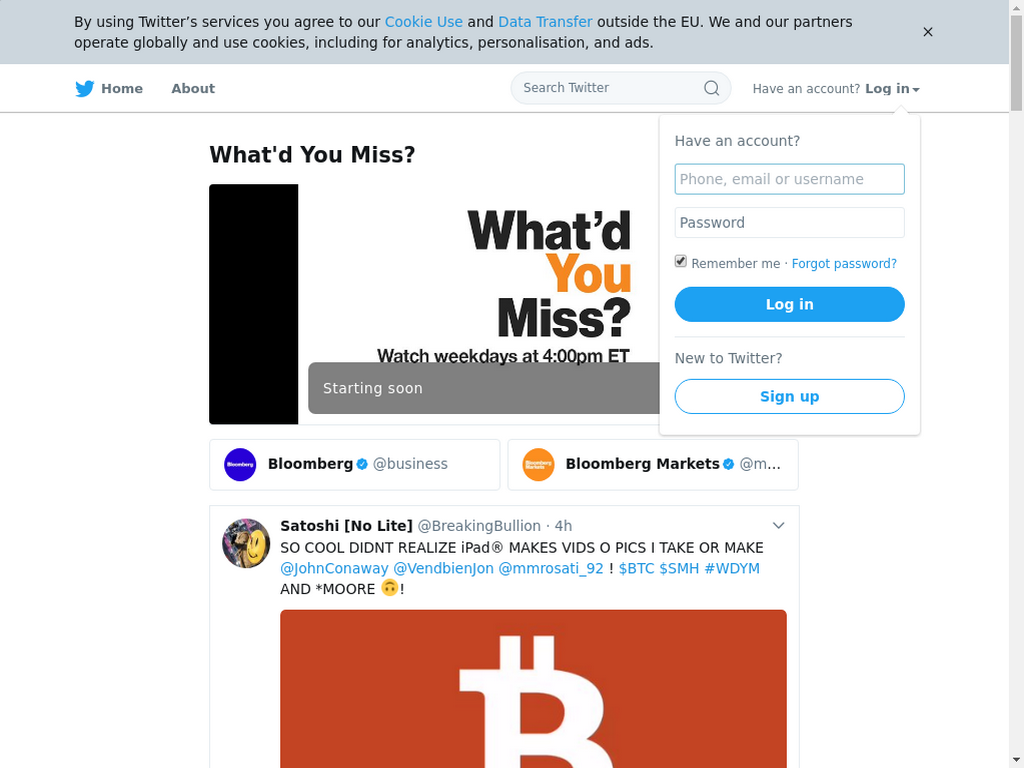 By using Twitter’s services you agree to our Cookie Use and Data Transfer outside the EU. We and our partners
operate globally and use cookies, including for analytics, personalisation, and ads.
Home About Search Twitter Have an account? Log in
What'd You Miss?
What’d
You
Miss?
Watch weekdays at 4:00pm ET
Starting soon
Have an account?
Phone, email or username
Password
Remember me · Forgot password?
Log in
New to Twitter?
Sign up
Bloomberg
Bloomberg @business
Bloomberg
Markets
Bloomberg Markets @m...
Satoshi [No Lite] @BreakingBullion · 4h
SO COOL DIDNT REALIZE iPad® MAKES VIDS O PICS I TAKE OR MAKE
@JohnConaway @VendbienJon @mmrosati_92 ! $BTC $SMH #WDYM
AND *MOORE 🙃!